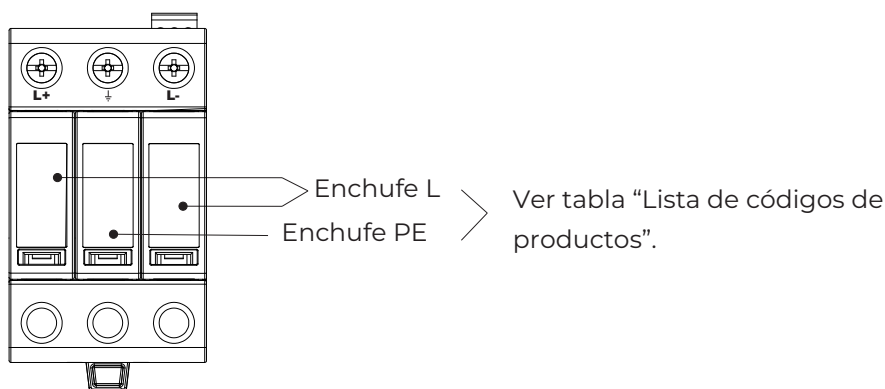 L+ ⏚ L-
Enchufe L
Enchufe PE
Ver tabla “Lista de códigos de
productos”.